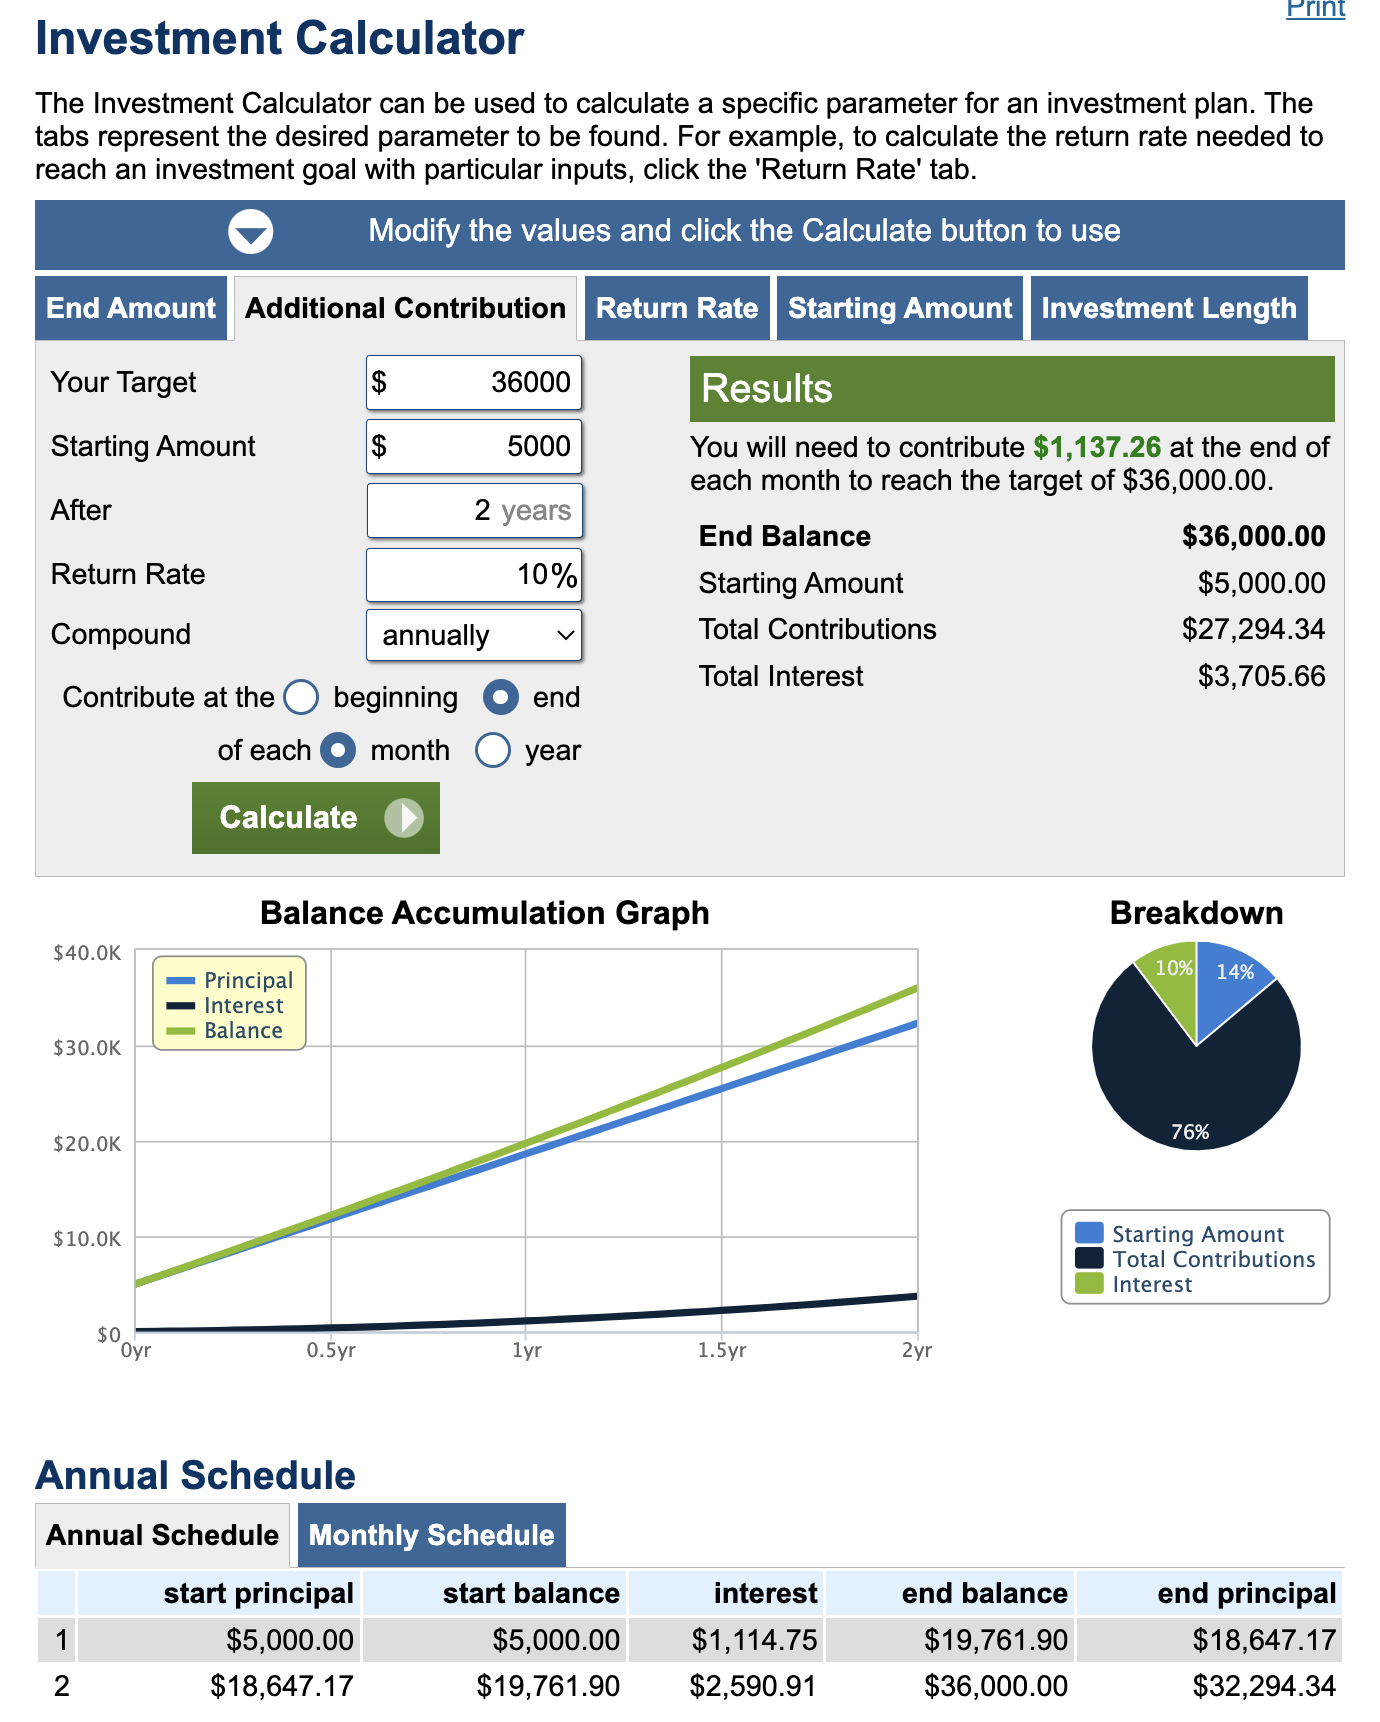 Print
Investment Calculator
The Investment Calculator can be used to calculate a specific parameter for an investment plan. The
tabs represent the desired parameter to be found. For example, to calculate the return rate needed to
reach an investment goal with particular inputs, click the 'Return Rate' tab.
Modify the values and click the Calculate button to use
End Amount Additional Contribution Return Rate Starting Amount Investment Length
Your Target $ 36000
Starting Amount $ 5000
After 2 years
Return Rate 10%
Compound annually
Contribute at the beginning end
of each month year
Calculate
Results
You will need to contribute $1,137.26 at the end of
each month to reach the target of $36,000.00.
End Balance $36,000.00
Starting Amount $5,000.00
Total Contributions $27,294.34
Total Interest $3,705.66
Balance Accumulation Graph
$40.0K
$30.0K
$20.0K
$10.0K
$0
Principal
Interest
Balance
0yr 0.5yr 1yr 1.5yr 2yr
Breakdown
10% 14%
76%
Starting Amount
Total Contributions
Interest
Annual Schedule
Annual Schedule Monthly Schedule
start principal start balance interest end balance end principal
1 $5,000.00 $5,000.00 $1,114.75 $19,761.90 $18,647.17
2 $18,647.17 $19,761.90 $2,590.91 $36,000.00 $32,294.34